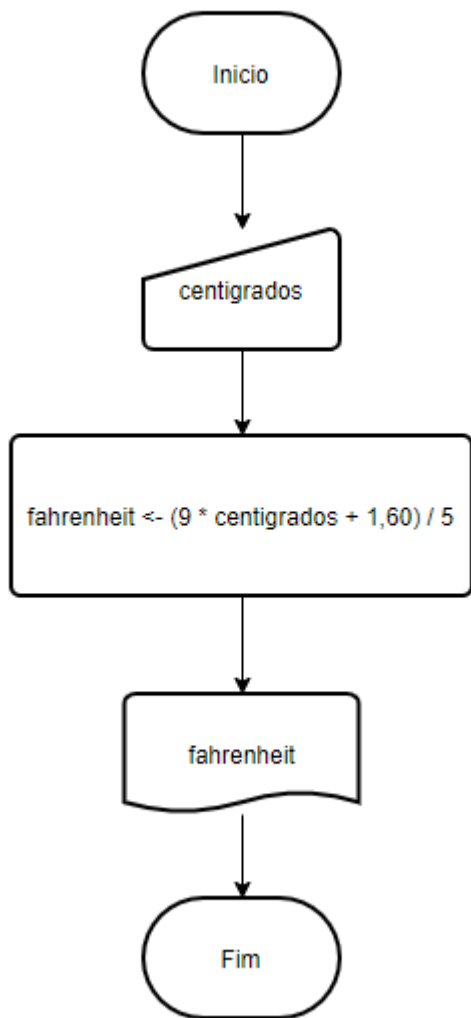 Inicio
centigrados
fahrenheit <- (9 * centigrados + 1,60) / 5
fahrenheit
Fim